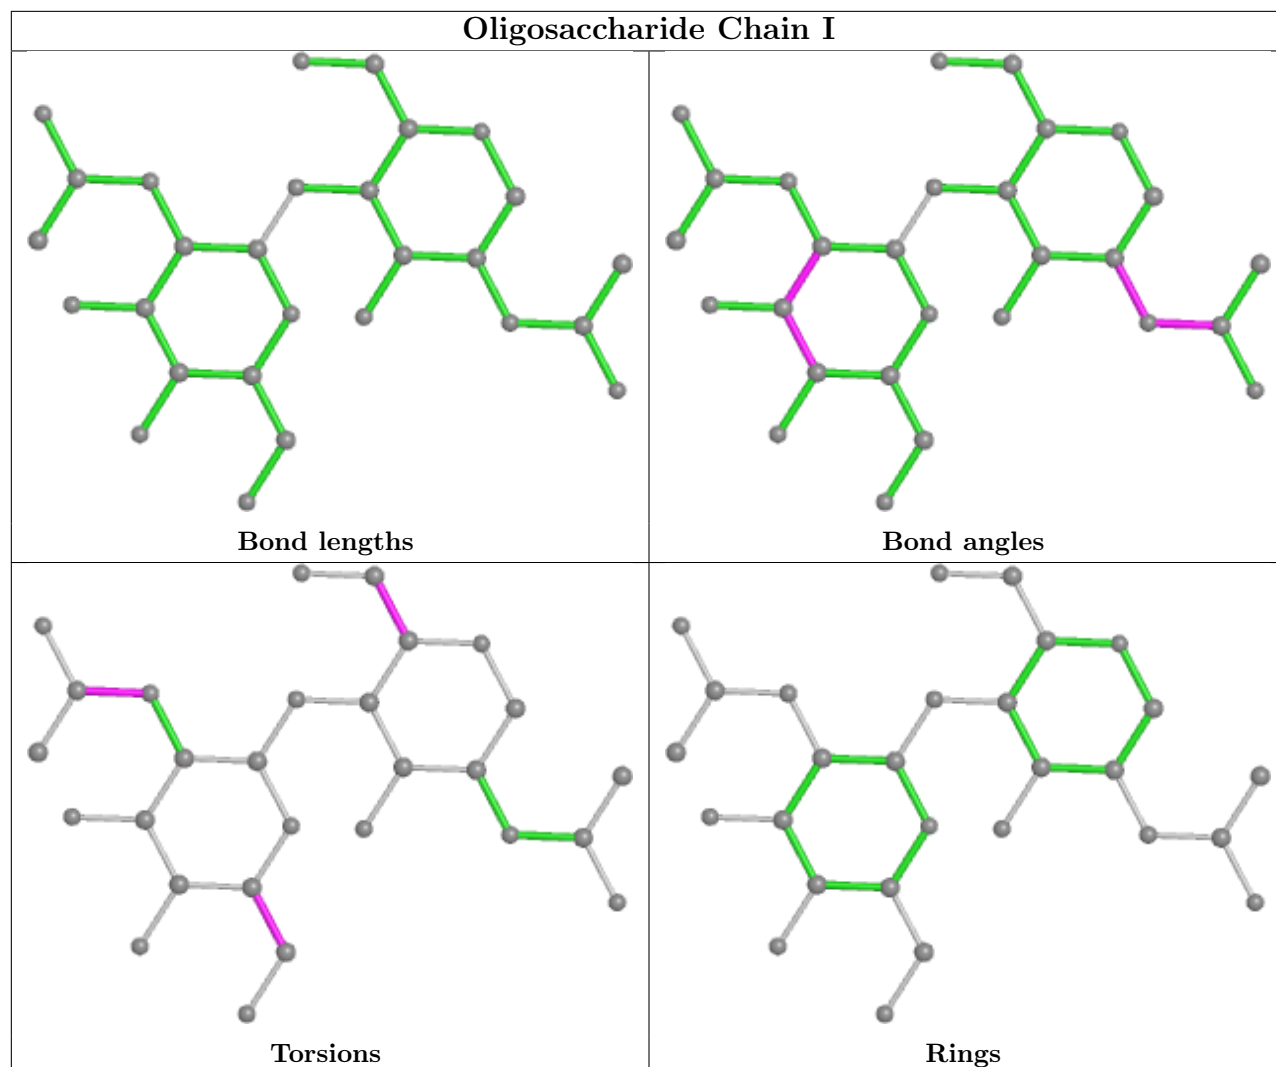 Oligosaccharide Chain I
Bond lengths
Bond angles
Torsions
Rings